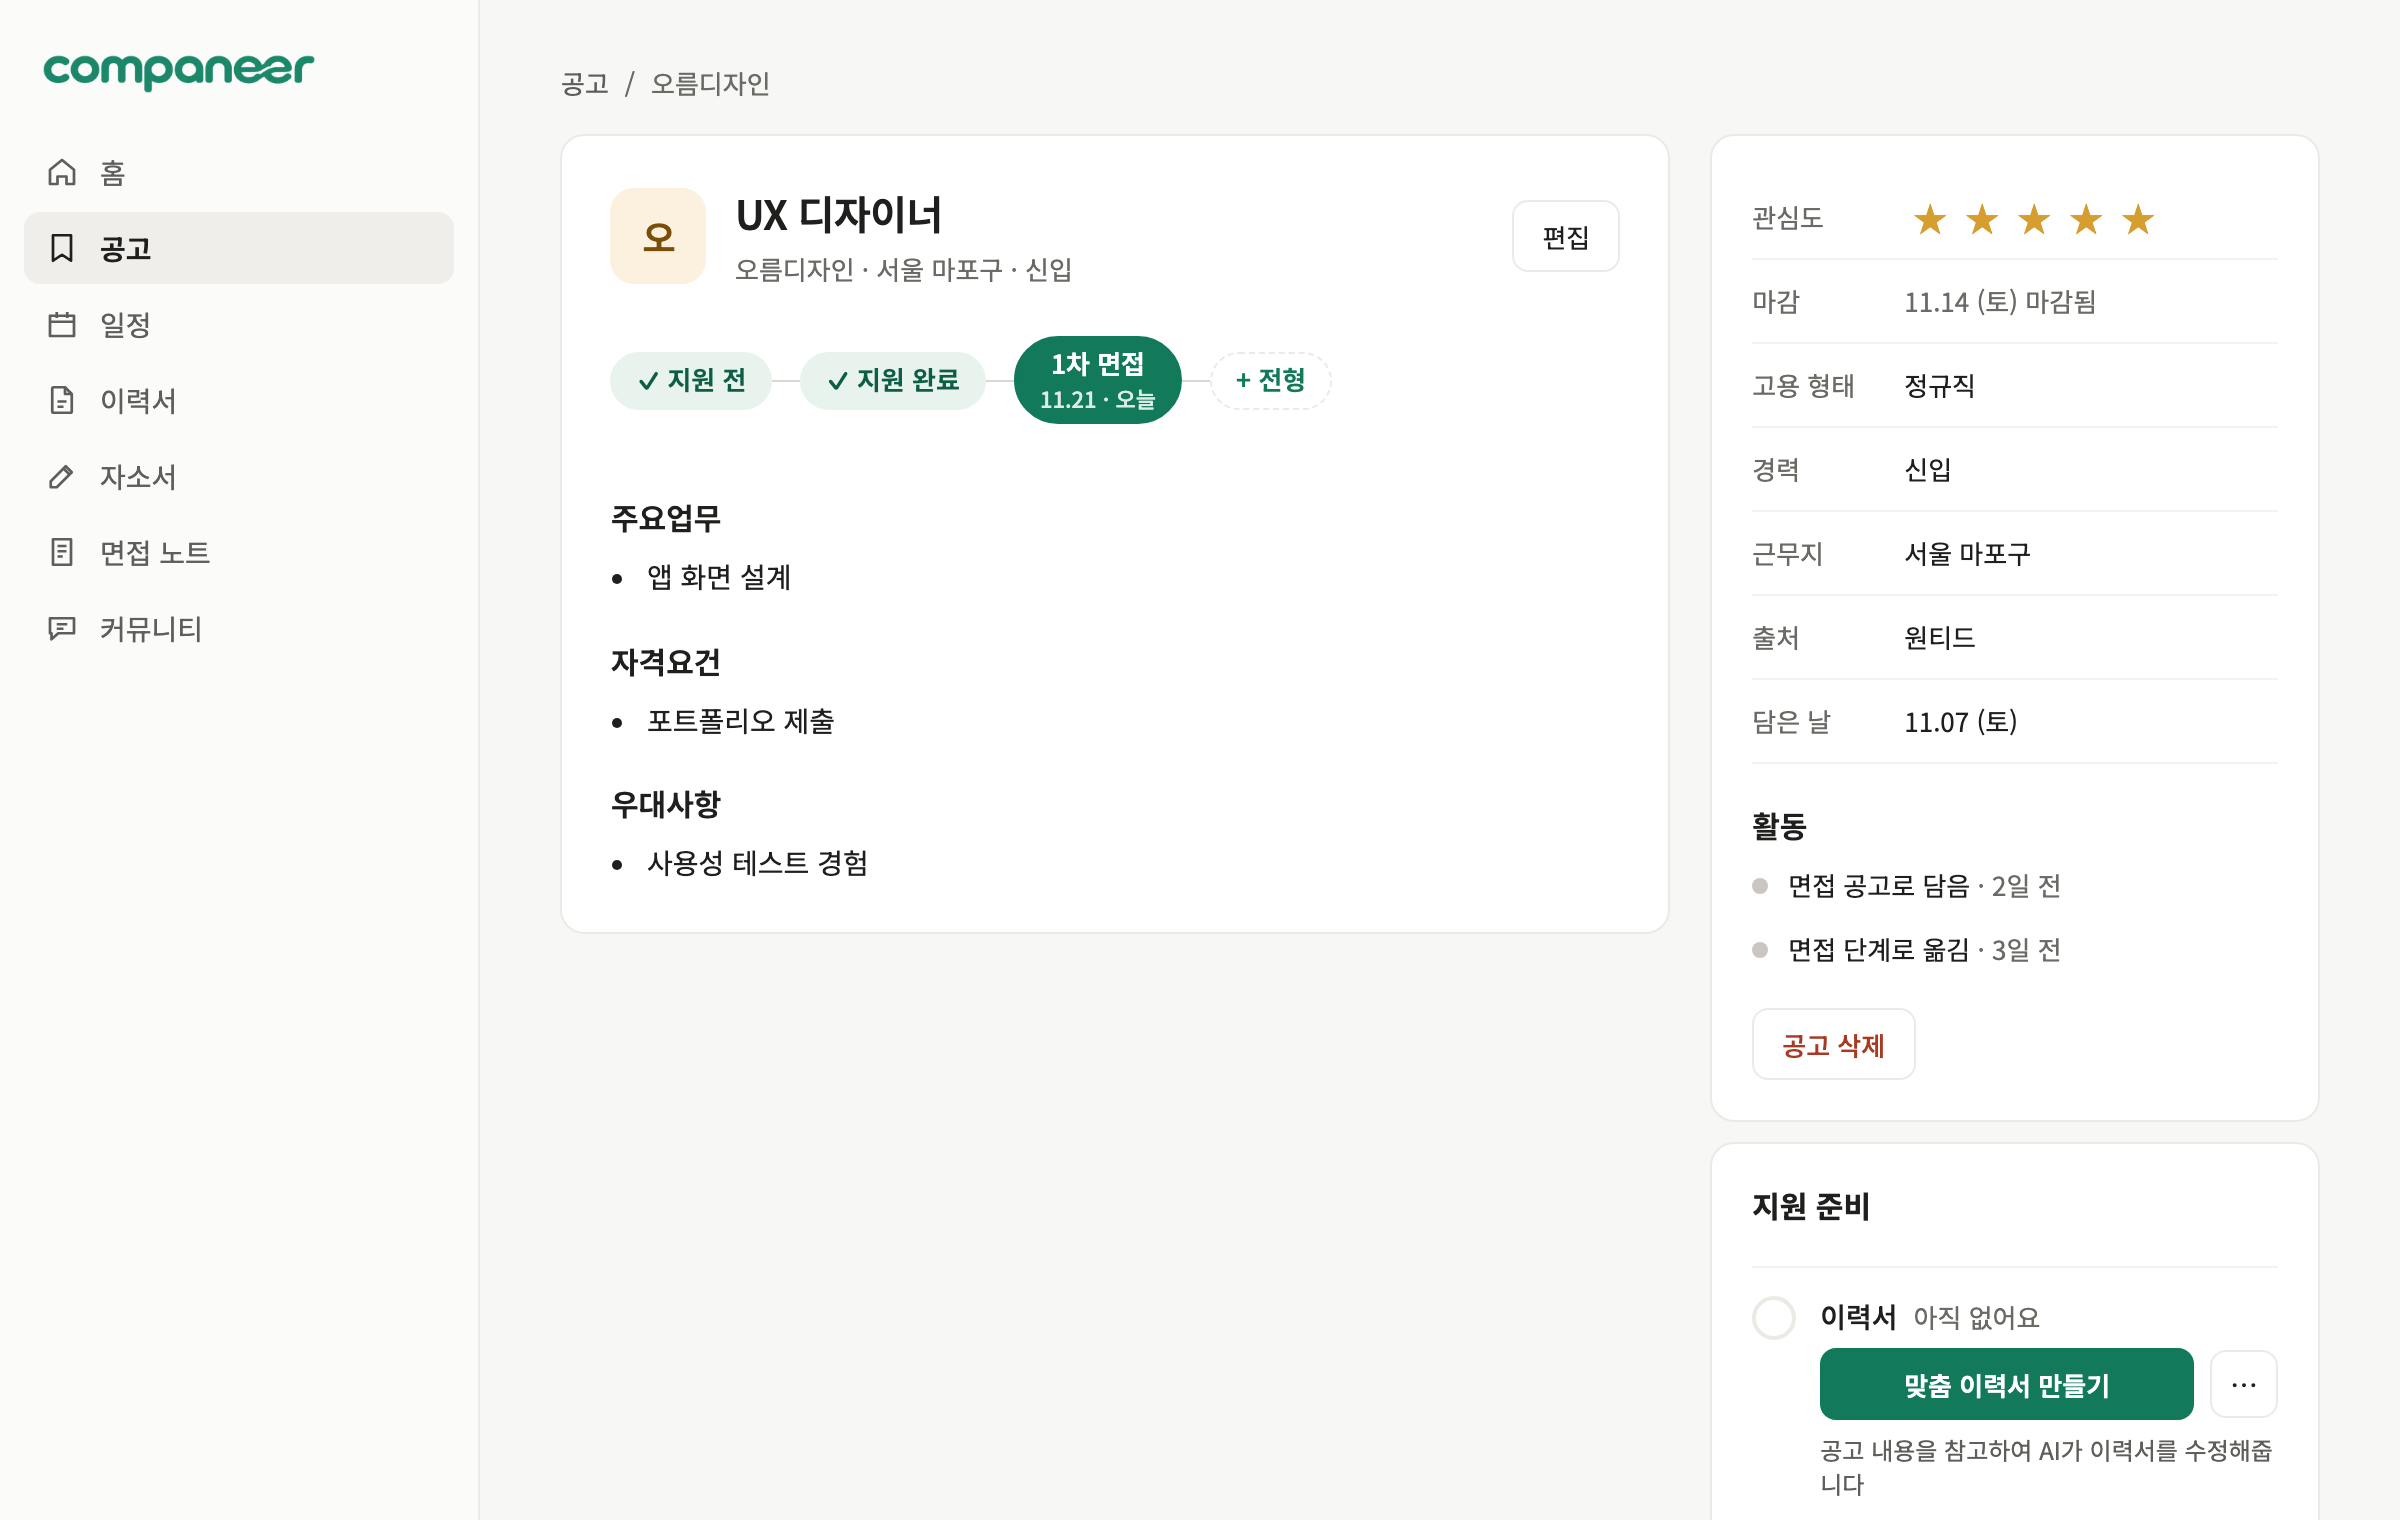 companeer
홈
공고
일정
이력서
자소서
면접 노트
커뮤니티
공고 / 오름디자인
오
UX 디자이너
오름디자인 · 서울 마포구 · 신입
편집
지원 전
지원 완료
1차 면접
11.21 · 오늘
+ 전형
주요업무
• 앱 화면 설계
자격요건
• 포트폴리오 제출
우대사항
• 사용성 테스트 경험
관심도 ★ ★ ★ ★ ★
마감 11.14 (토) 마감됨
고용 형태 정규직
경력 신입
근무지 서울 마포구
출처 원티드
담은 날 11.07 (토)
활동
면접 공고로 담음 · 2일 전
면접 단계로 옮김 · 3일 전
공고 삭제
지원 준비
이력서 아직 없어요
맞춤 이력서 만들기
···
공고 내용을 참고하여 AI가 이력서를 수정해줍
니다